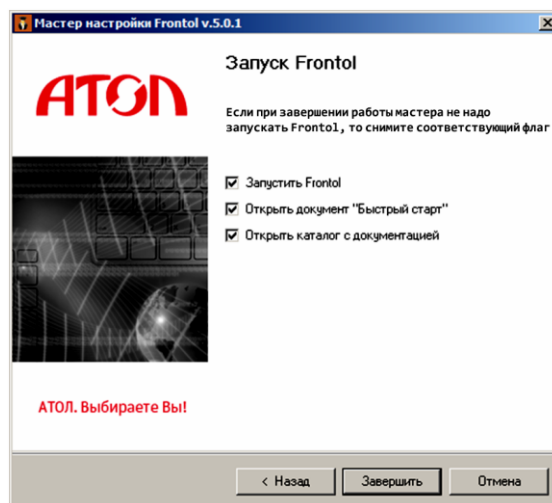 Мастер настройки Frontol v.5.0.1
АТОЛ
Запуск Frontol
Если при завершении работы мастера не надо
запускать Frontol, то снимите соответствующий флаг
Запустить Frontol
Открыть документ "Быстрый старт"
Открыть каталог с документацией
АТОЛ. Выбираете Вы!
< Назад
Завершить
Отмена